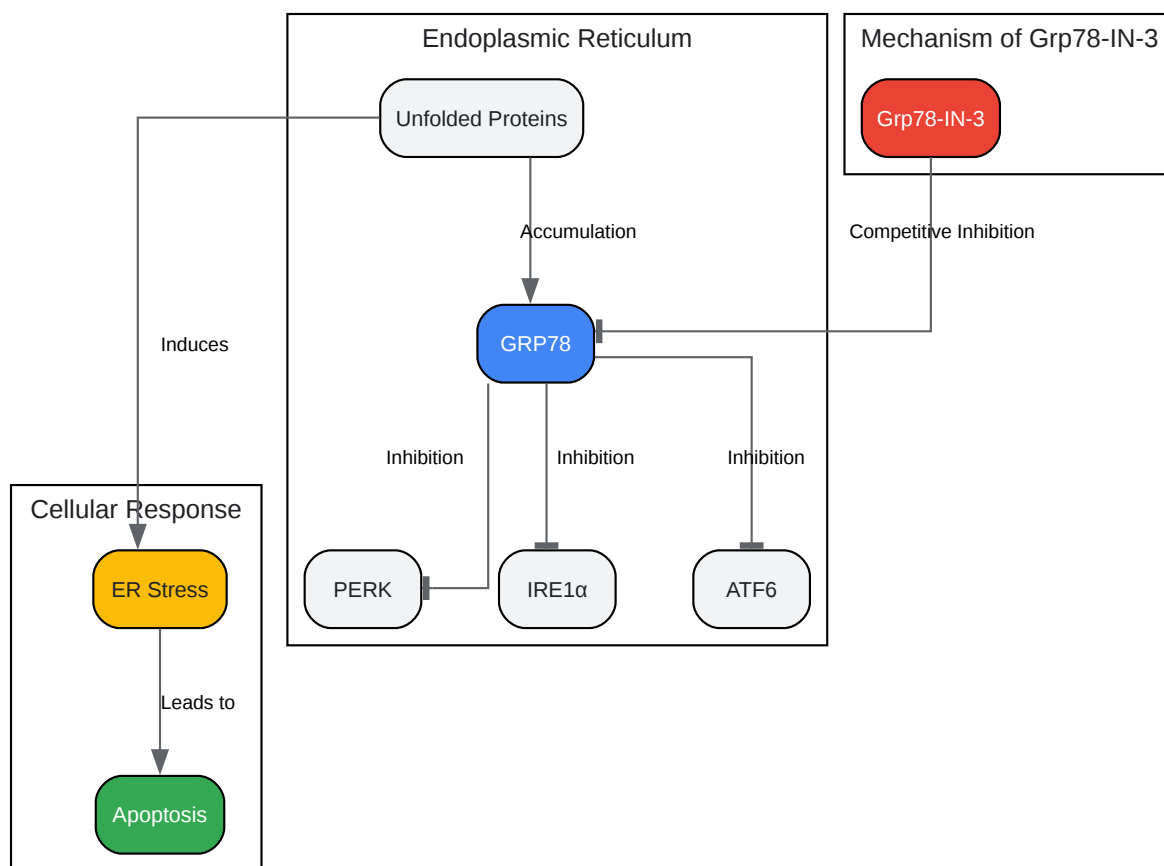 Endoplasmic Reticulum
Mechanism of Grp78-IN-3
Unfolded Proteins
Grp78-IN-3
Accumulation
Competitive Inhibition
Induces
GRP78
Inhibition
Inhibition
Inhibition
Cellular Response
ER Stress
PERK
IRE1α
ATF6
Leads to
Apoptosis